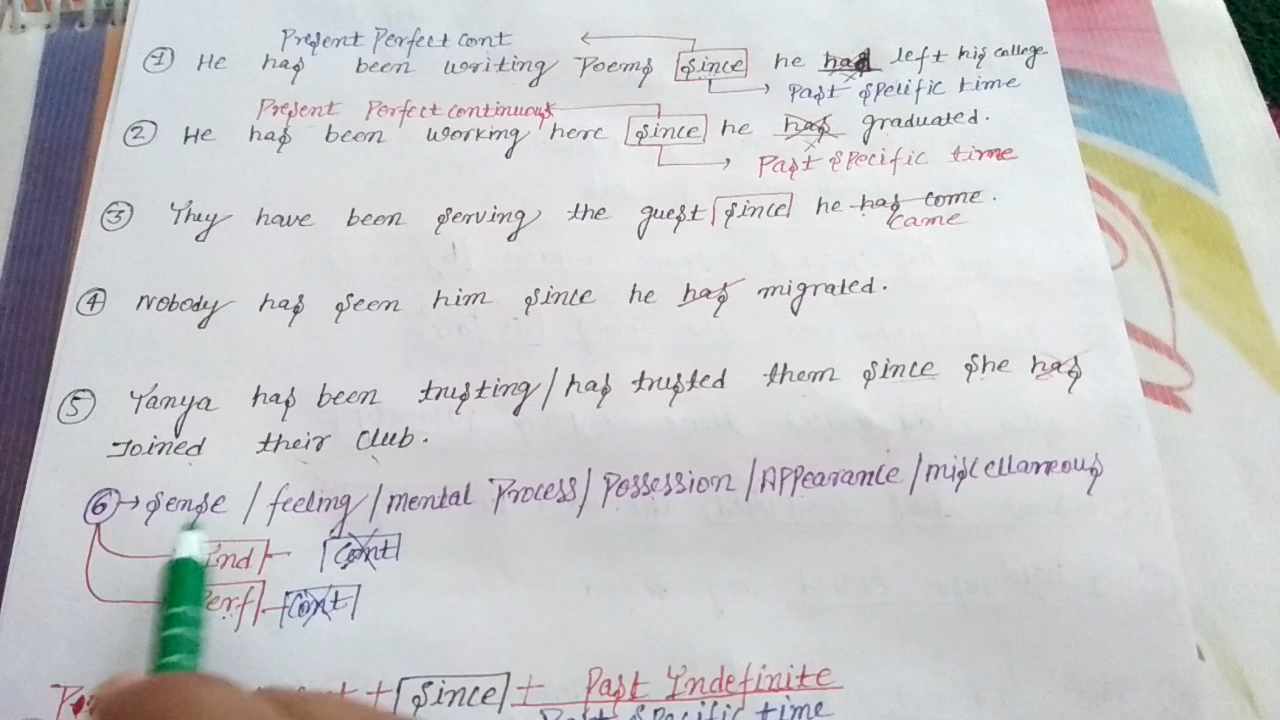 Present Perfect cont
① He has been writing Poems since he had left his college.
Past specific time
Present Perfect continuous
② He has been working here since he has graduated.
Past specific time
③ They have been serving the guest since he has come.
came
④ Nobody has seen him since he has migrated.
⑤ Tanya has been trusting/has trusted them since she has
Joined their club.
⑥→ sense / feeling / mental Process / Possession / Appearance / miscellaneous
Ind Cont
Perf Cont
+ since + Past Indefinite
Past specific time